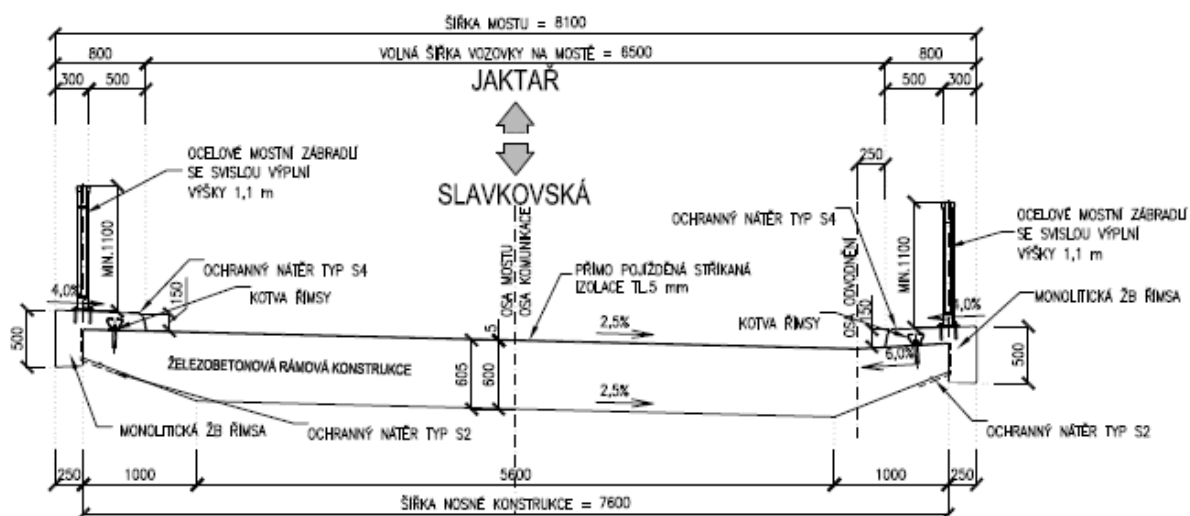 ŠÍŘKA MOSTU = 8100
800
VOLNÁ ŠÍŘKA VOZOVKY NA MOSTĚ = 6500
800
300
500
JAKTAŘ
500
300
OCELOVÉ MOSTNÍ ZÁBRADLÍ
SE SVISLOU VÝPLNÍ
VÝŠKY 1,1 m
250
SLAVKOVSKÁ
OCHRANNÝ NÁTĚR TYP S4
OCELOVÉ MOSTNÍ ZÁBRADLÍ
SE SVISLOU VÝPLNÍ
VÝŠKY 1,1 m
MIN.1100
OSA MOSTU
OSA KOMUNIKACE
OSA ODVODNĚNÍ
MIN.1100
OCHRANNÝ NÁTĚR TYP S4
PŘÍMO POJÍŽDĚNÁ STŘÍKANÁ
IZOLACE TL.5 mm
MONOLITICKÁ ŽB ŘÍMSA
4,0%
KOTVA ŘÍMSY
150
2,5%
KOTVA ŘÍMSY
150
4,0%
5
500
ŽELEZOBETONOVÁ RÁMOVÁ KONSTRUKCE
605
600
6,0%
500
2,5%
MONOLITICKÁ ŽB ŘÍMSA
OCHRANNÝ NÁTĚR TYP S2
OCHRANNÝ NÁTĚR TYP S2
250
1000
5600
1000
250
ŠÍŘKA NOSNÉ KONSTRUKCE = 7600